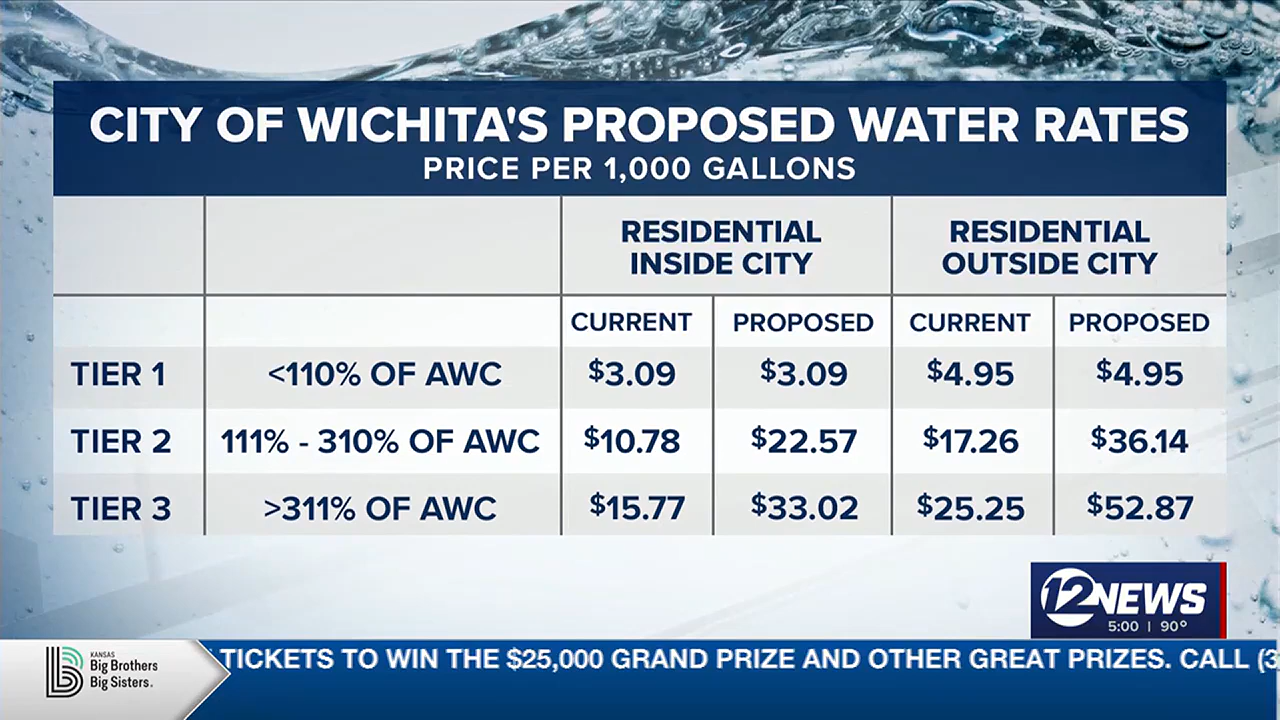 CITY OF WICHITA'S PROPOSED WATER RATES
PRICE PER 1,000 GALLONS
RESIDENTIAL INSIDE CITY RESIDENTIAL OUTSIDE CITY
CURRENT PROPOSED CURRENT PROPOSED
TIER 1 <110% OF AWC $3.09 $3.09 $4.95 $4.95
TIER 2 111% - 310% OF AWC $10.78 $22.57 $17.26 $36.14
TIER 3 >311% OF AWC $15.77 $33.02 $25.25 $52.87
12 NEWS
5:00 | 90°
KANSAS
Big Brothers
Big Sisters.
TICKETS TO WIN THE $25,000 GRAND PRIZE AND OTHER GREAT PRIZES. CALL (3